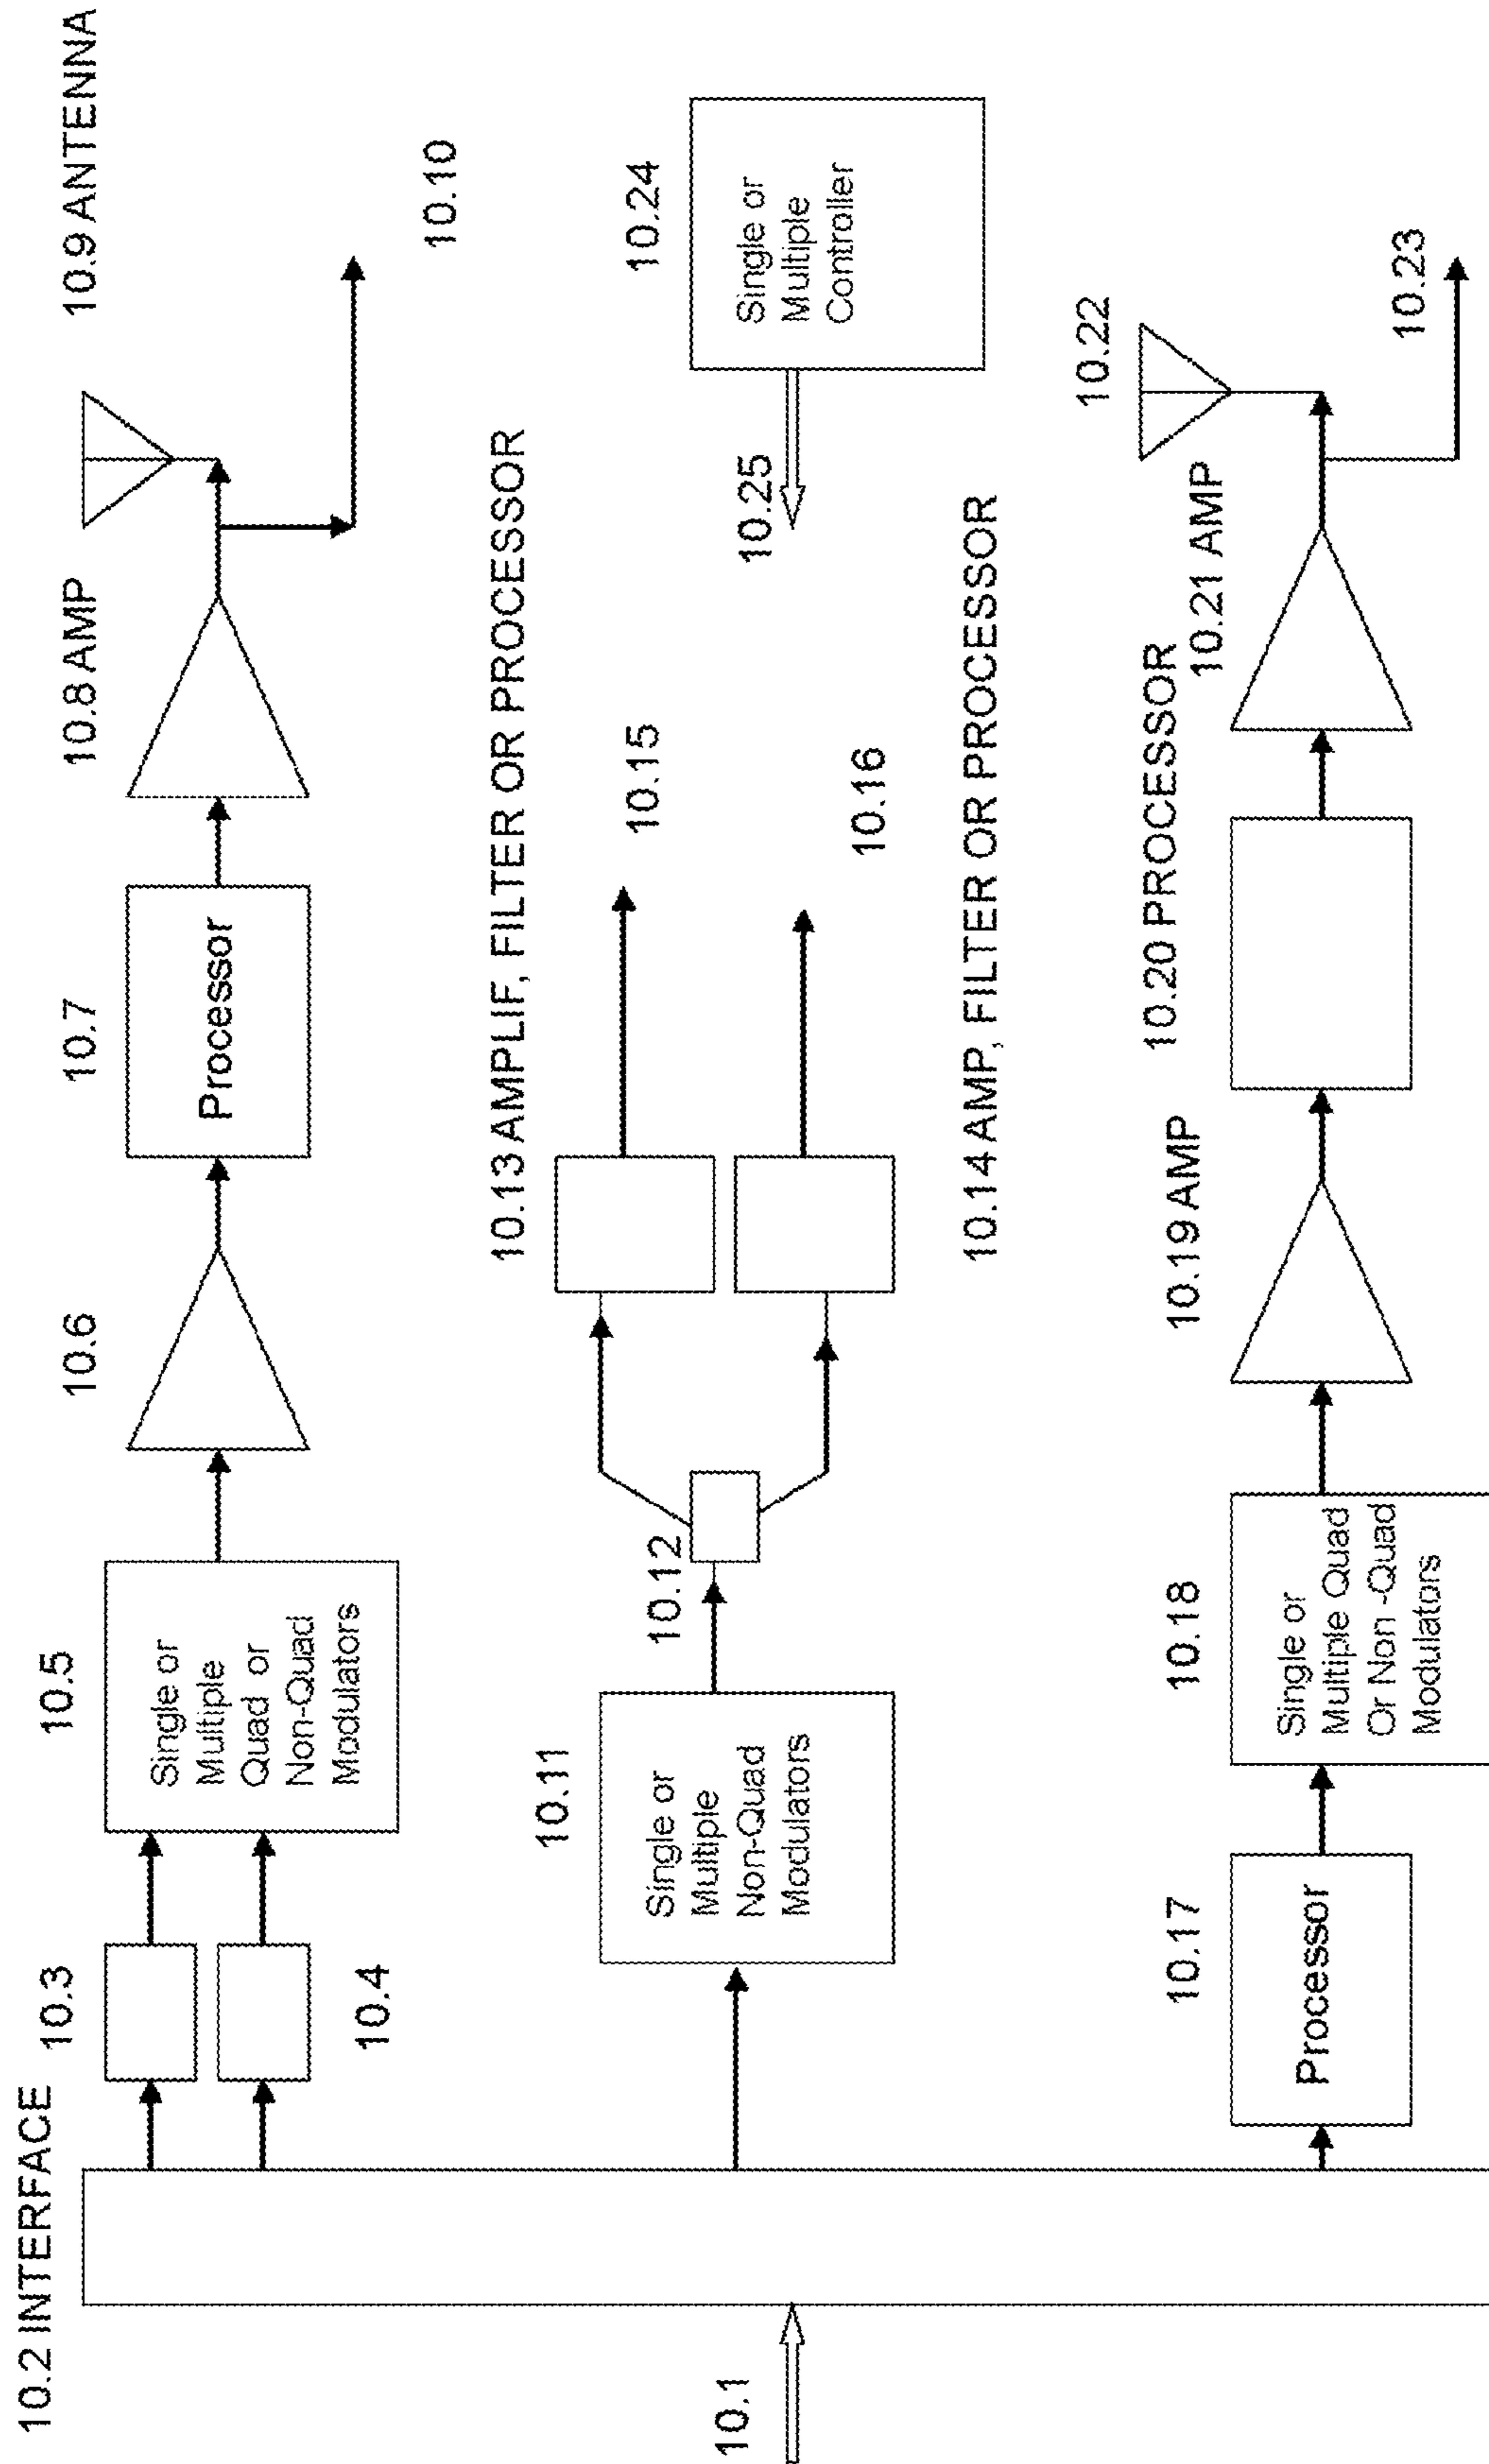 10.2 INTERFACE
10.3
10.5
10.6
10.7
10.8 AMP
10.9 ANTENNA
Single or
Multiple
Quad or
Non-Quad
Modulators
Processor
10.4
10.10
10.13 AMPLIF, FILTER OR PROCESSOR
10.11
10.12
10.15
10.24
Single or
Multiple
Non-Quad
Modulators
Single or
Multiple
Controller
10.1
10.25
10.16
10.14 AMP, FILTER OR PROCESSOR
10.22
10.17
10.18
10.19 AMP
10.20 PROCESSOR
10.21 AMP
Processor
Single or
Multiple Quad
Or Non -Quad
Modulators
10.23